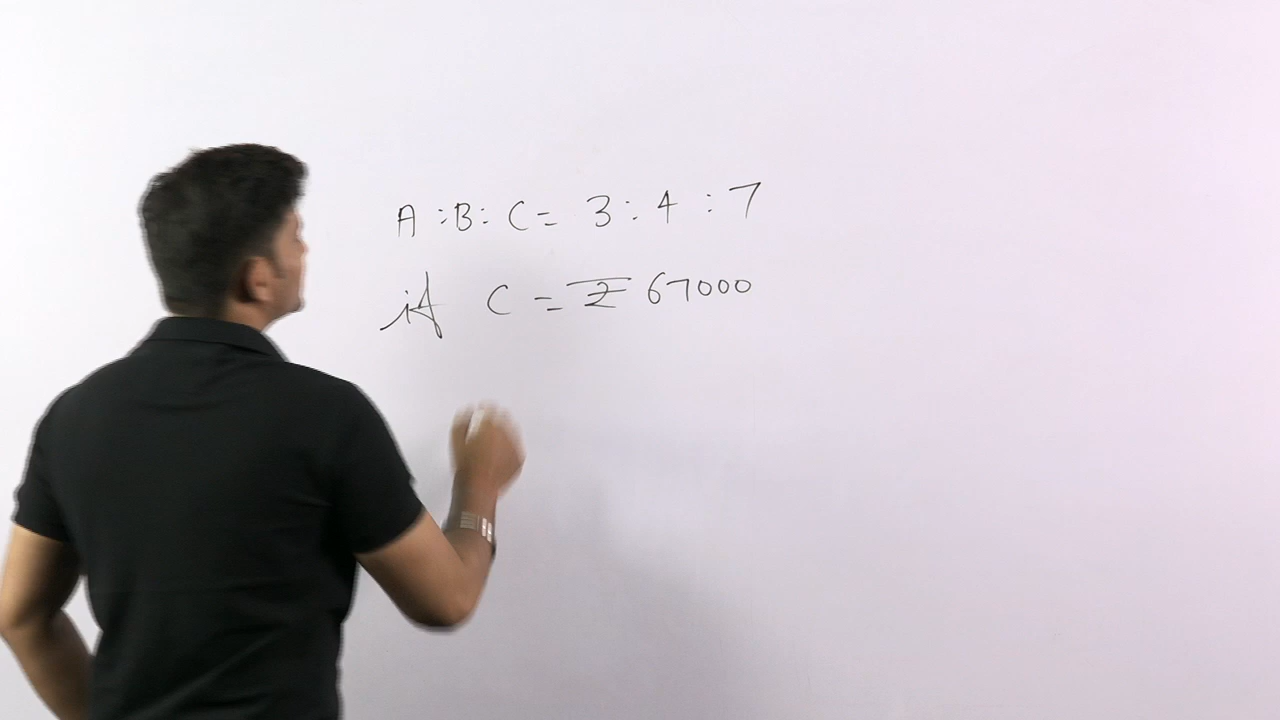 A : B : C = 3 : 4 : 7
if C = ₹ 67000